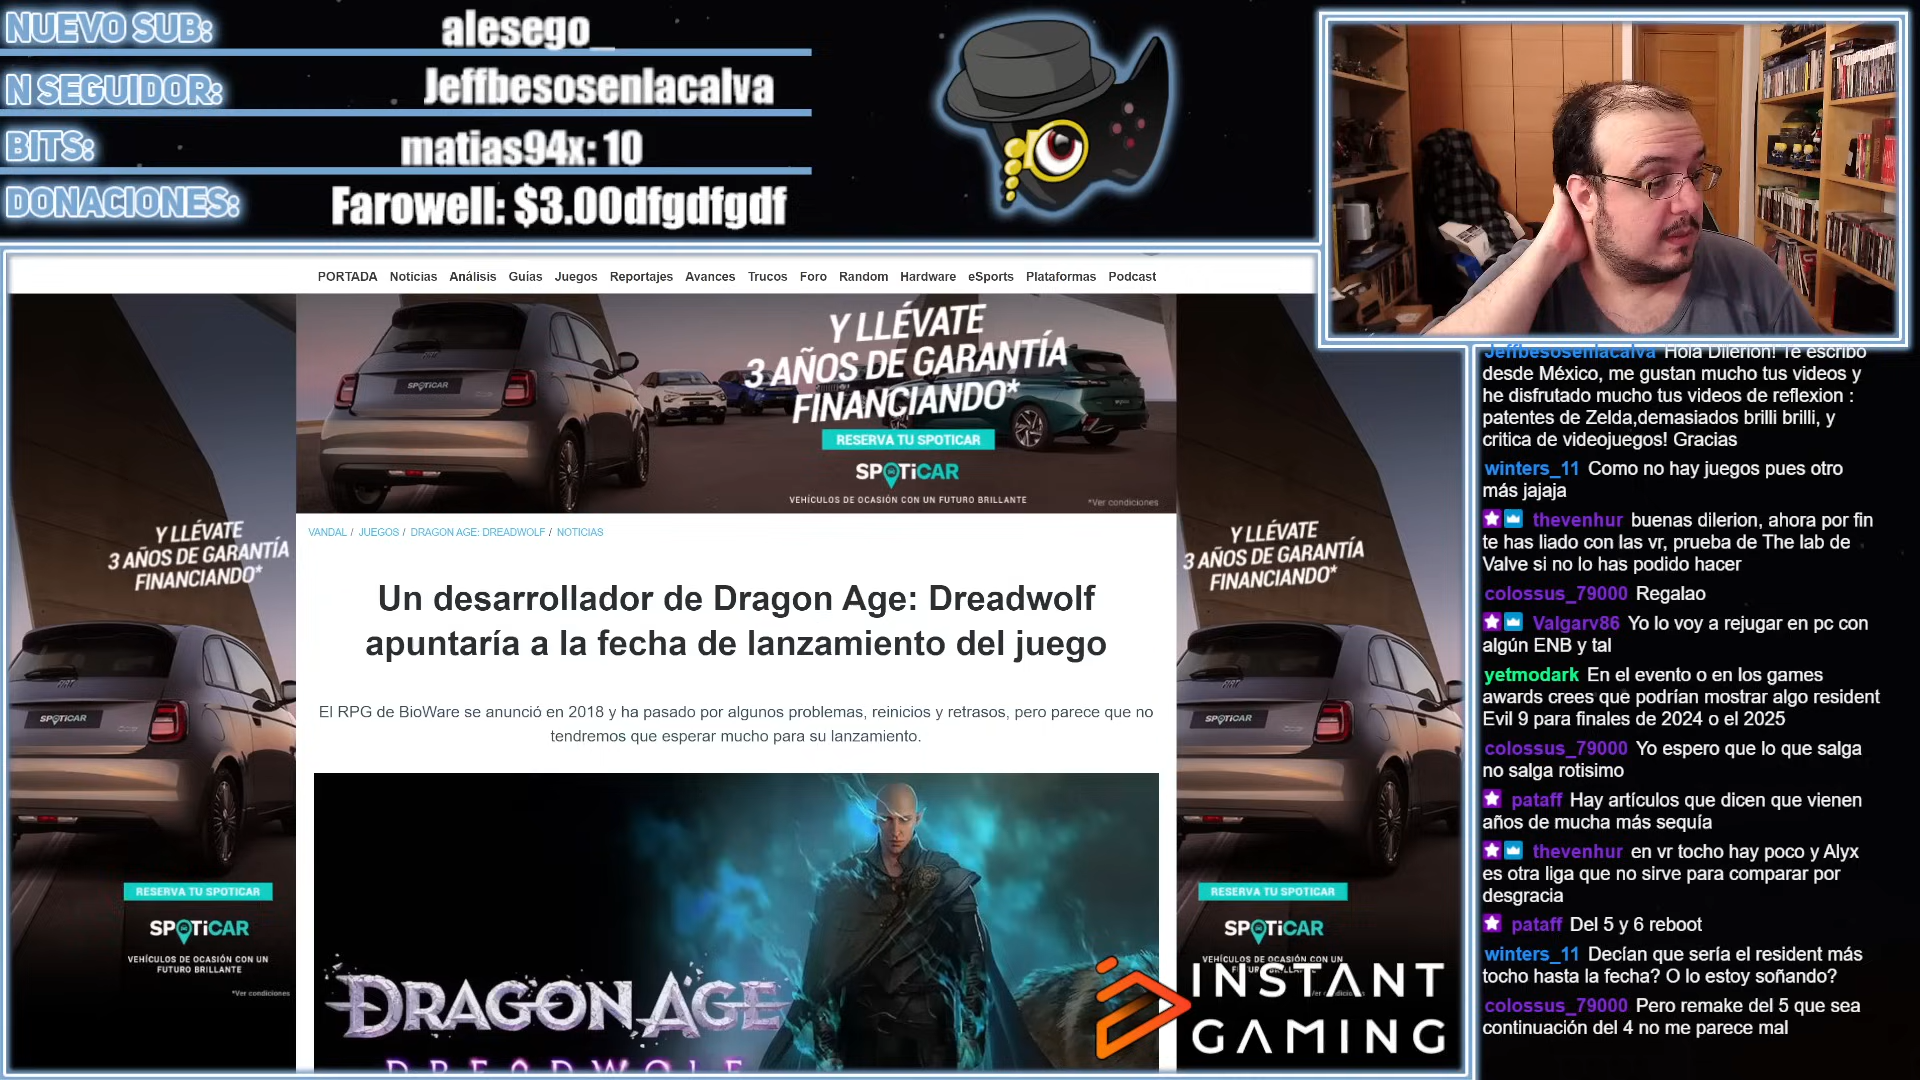 NUEVO SUB: alesego_
N SEGUIDOR: Jeffbesosenlacalva
BITS: matias94x: 10
DONACIONES: Farowell: $3.00dfgdfgdf
PORTADA Noticias Análisis Guías Juegos Reportajes Avances Trucos Foro Random Hardware eSports Plataformas Podcast
Y LLÉVATE
3 AÑOS DE GARANTÍA
FINANCIANDO*
RESERVA TU SPOTICAR
SPOTiCAR
VEHÍCULOS DE OCASIÓN CON UN FUTURO BRILLANTE
*Ver condiciones
SPOTiCAR
FIAT
VANDAL / JUEGOS / DRAGON AGE: DREADWOLF / NOTICIAS
Un desarrollador de Dragon Age: Dreadwolf
apuntaría a la fecha de lanzamiento del juego
El RPG de BioWare se anunció en 2018 y ha pasado por algunos problemas, reinicios y retrasos, pero parece que no
tendremos que esperar mucho para su lanzamiento.
DRAGON AGE
DREADWOLF
Y LLÉVATE
3 AÑOS DE GARANTÍA
FINANCIANDO*
FIAT
SPOTiCAR
RESERVA TU SPOTICAR
SPOTiCAR
VEHÍCULOS DE OCASIÓN CON UN
FUTURO BRILLANTE
*Ver condiciones
Y LLÉVATE
3 AÑOS DE GARANTÍA
FINANCIANDO*
FIAT
SPOTiCAR
RESERVA TU SPOTICAR
SPOTiCAR
VEHÍCULOS DE OCASIÓN CON UN
INSTANT
GAMING
Jeffbesosenlacalva Hola Dilerion! Te escribo
desde México, me gustan mucho tus videos y
he disfrutado mucho tus videos de reflexion :
patentes de Zelda,demasiados brilli brilli, y
critica de videojuegos! Gracias
winters_11 Como no hay juegos pues otro
más jajaja
thevenhur buenas dilerion, ahora por fin
te has liado con las vr, prueba de The lab de
Valve si no lo has podido hacer
colossus_79000 Regalao
Valgarv86 Yo lo voy a rejugar en pc con
algún ENB y tal
yetmodark En el evento o en los games
awards crees que podrían mostrar algo resident
Evil 9 para finales de 2024 o el 2025
colossus_79000 Yo espero que lo que salga
no salga rotisimo
pataff Hay artículos que dicen que vienen
años de mucha más sequía
thevenhur en vr tocho hay poco y Alyx
es otra liga que no sirve para comparar por
desgracia
pataff Del 5 y 6 reboot
winters_11 Decían que sería el resident más
tocho hasta la fecha? O lo estoy soñando?
colossus_79000 Pero remake del 5 que sea
continuación del 4 no me parece mal